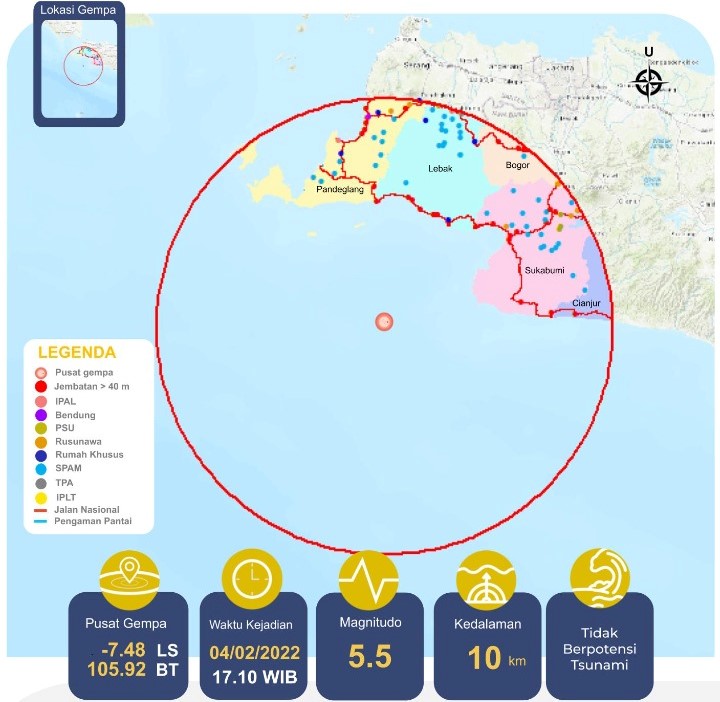 Lokasi Gempa
U
Serang
Jakarta
Pandeglang
Lebak
Bogor
Pandeglang
Sukabumi
Cianjur
LEGENDA
Pusat gempa
Jembatan > 40 m
IPAL
Bendung
PSU
Rusunawa
Rumah Khusus
SPAM
TPA
IPLT
Jalan Nasional
Pengaman Pantai
Pusat Gempa
-7.48 LS
105.92 BT
Waktu Kejadian
04/02/2022
17.10 WIB
Magnitudo
5.5
Kedalaman
10 km
Tidak
Berpotensi
Tsunami